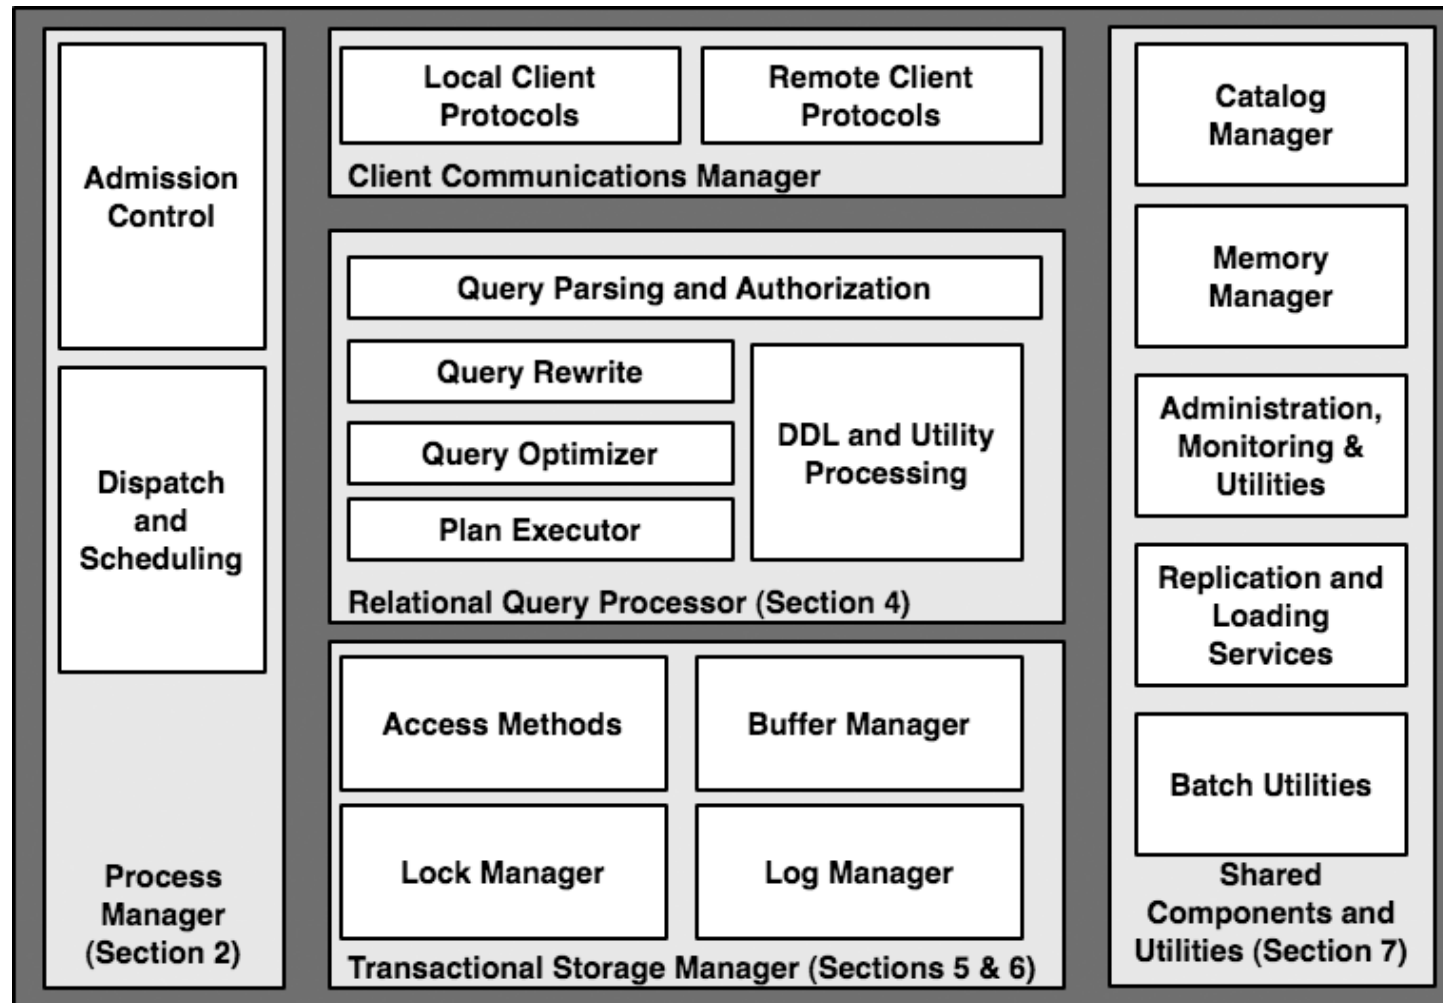 Admission
Control
Dispatch
and
Scheduling
Process
Manager
(Section 2)
Local Client
Protocols
Remote Client
Protocols
Client Communications Manager
Query Parsing and Authorization
Query Rewrite
Query Optimizer
Plan Executor
DDL and Utility
Processing
Relational Query Processor (Section 4)
Access Methods
Buffer Manager
Lock Manager
Log Manager
Transactional Storage Manager (Sections 5 & 6)
Catalog
Manager
Memory
Manager
Administration,
Monitoring &
Utilities
Replication and
Loading
Services
Batch Utilities
Shared
Components and
Utilities (Section 7)